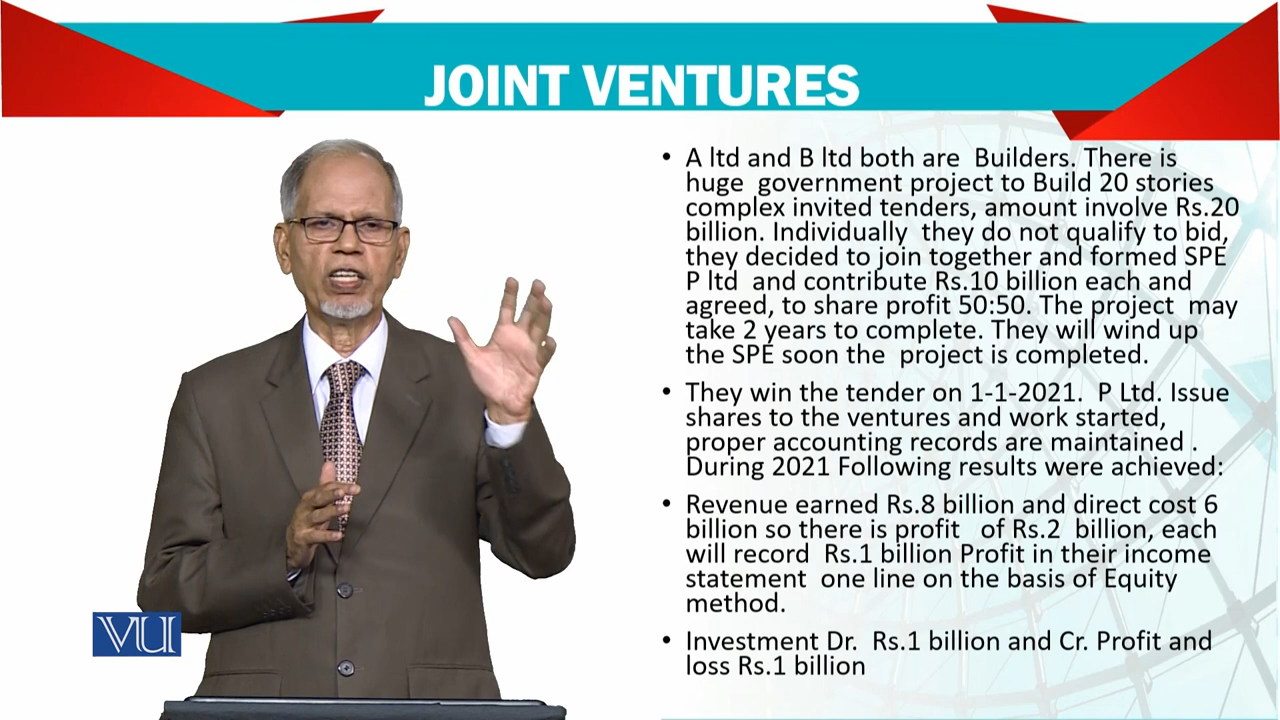 JOINT VENTURES
• A ltd and B ltd both are Builders. There is
huge government project to Build 20 stories
complex invited tenders, amount involve Rs.20
billion. Individually they do not qualify to bid,
they decided to join together and formed SPE
P ltd and contribute Rs.10 billion each and
agreed, to share profit 50:50. The project may
take 2 years to complete. They will wind up
the SPE soon the project is completed.
• They win the tender on 1-1-2021. P Ltd. Issue
shares to the ventures and work started,
proper accounting records are maintained .
During 2021 Following results were achieved:
• Revenue earned Rs.8 billion and direct cost 6
billion so there is profit of Rs.2 billion, each
will record Rs.1 billion Profit in their income
statement one line on the basis of Equity
method.
• Investment Dr. Rs.1 billion and Cr. Profit and
loss Rs.1 billion
VU